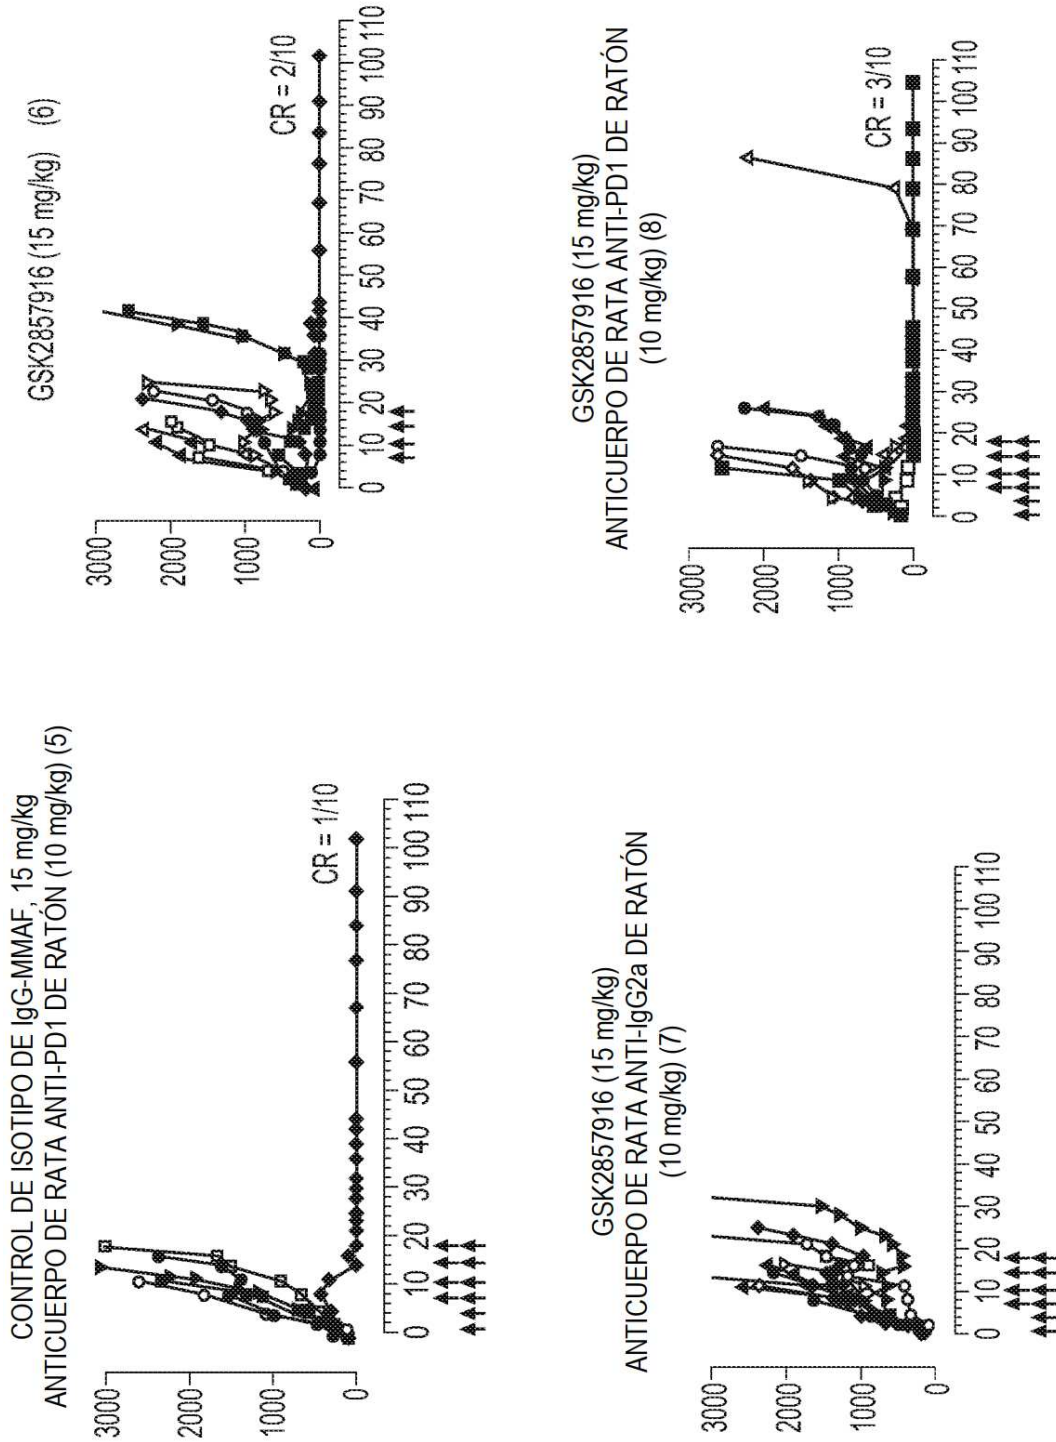 CONTROL DE ISOTIPO DE IgG-MMAF, 15 mg/kg
ANTICUERPO DE RATA ANTI-PD1 DE RATÓN (10 mg/kg) (5)
3000
2000
1000
0
CR = 1/10
0 10 20 30 40 50 60 70 80 90 100 110
GSK2857916 (15 mg/kg) (6)
3000
2000
1000
0
CR = 2/10
0 10 20 30 40 50 60 70 80 90 100 110
GSK2857916 (15 mg/kg)
ANTICUERPO DE RATA ANTI-IgG2a DE RATÓN
(10 mg/kg) (7)
3000
2000
1000
0
0 10 20 30 40 50 60 70 80 90 100 110
GSK2857916 (15 mg/kg)
ANTICUERPO DE RATA ANTI-PD1 DE RATÓN
(10 mg/kg) (8)
3000
2000
1000
0
CR = 3/10
0 10 20 30 40 50 60 70 80 90 100 110